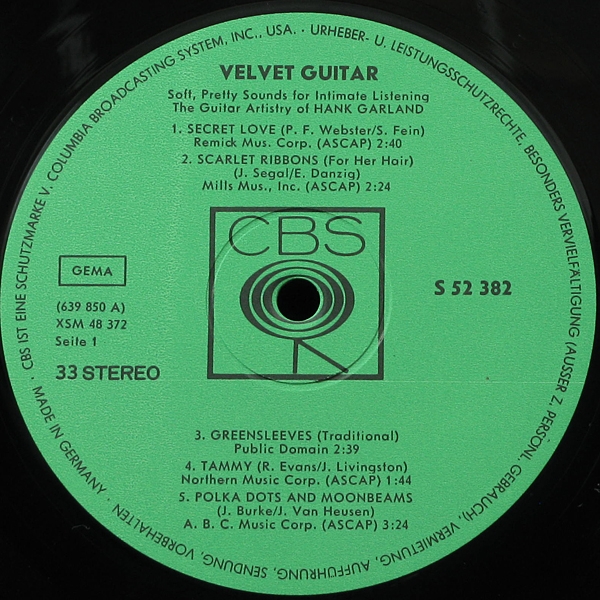 CBS IST EINE SCHUTZMARKE V. COLUMBIA BROADCASTING SYSTEM, INC., USA. · URHEBER- U. LEISTUNGSSCHUTZRECHTE, BESONDERS VERVIELFÄLTIGUNG (AUSSER Z. PERSÖNL. GEBRAUCH), VERMIETUNG, AUFFÜHRUNG, SENDUNG, VORBEHALTEN · MADE IN GERMANY ·
VELVET GUITAR
Soft, Pretty Sounds for Intimate Listening
The Guitar Artistry of HANK GARLAND
1. SECRET LOVE (P. F. Webster/S. Fein)
Remick Mus. Corp. (ASCAP) 2:40
2. SCARLET RIBBONS (For Her Hair)
(J. Segal/E. Danzig)
Mills Mus., Inc. (ASCAP) 2:24
CBS
GEMA
S 52 382
(639 850 A)
XSM 48 372
Seite 1
33 STEREO
3. GREENSLEEVES (Traditional)
Public Domain 2:39
4. TAMMY (R. Evans/J. Livingston)
Northern Music Corp. (ASCAP) 1:44
5. POLKA DOTS AND MOONBEAMS
(J. Burke/J. Van Heusen)
A. B. C. Music Corp. (ASCAP) 3:24